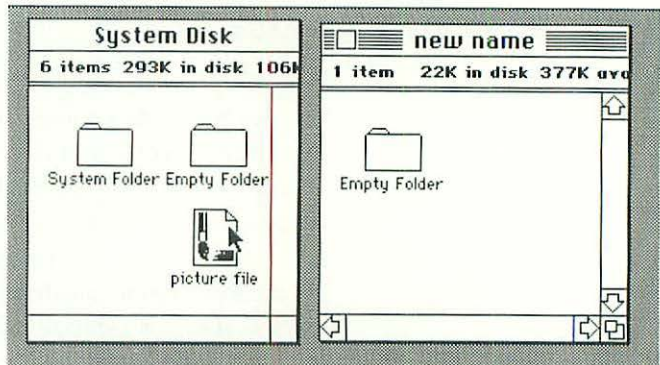 System Disk
6 items 293K in disk 106K
System Folder Empty Folder
picture file
new name
1 item 22K in disk 377K ava
Empty Folder